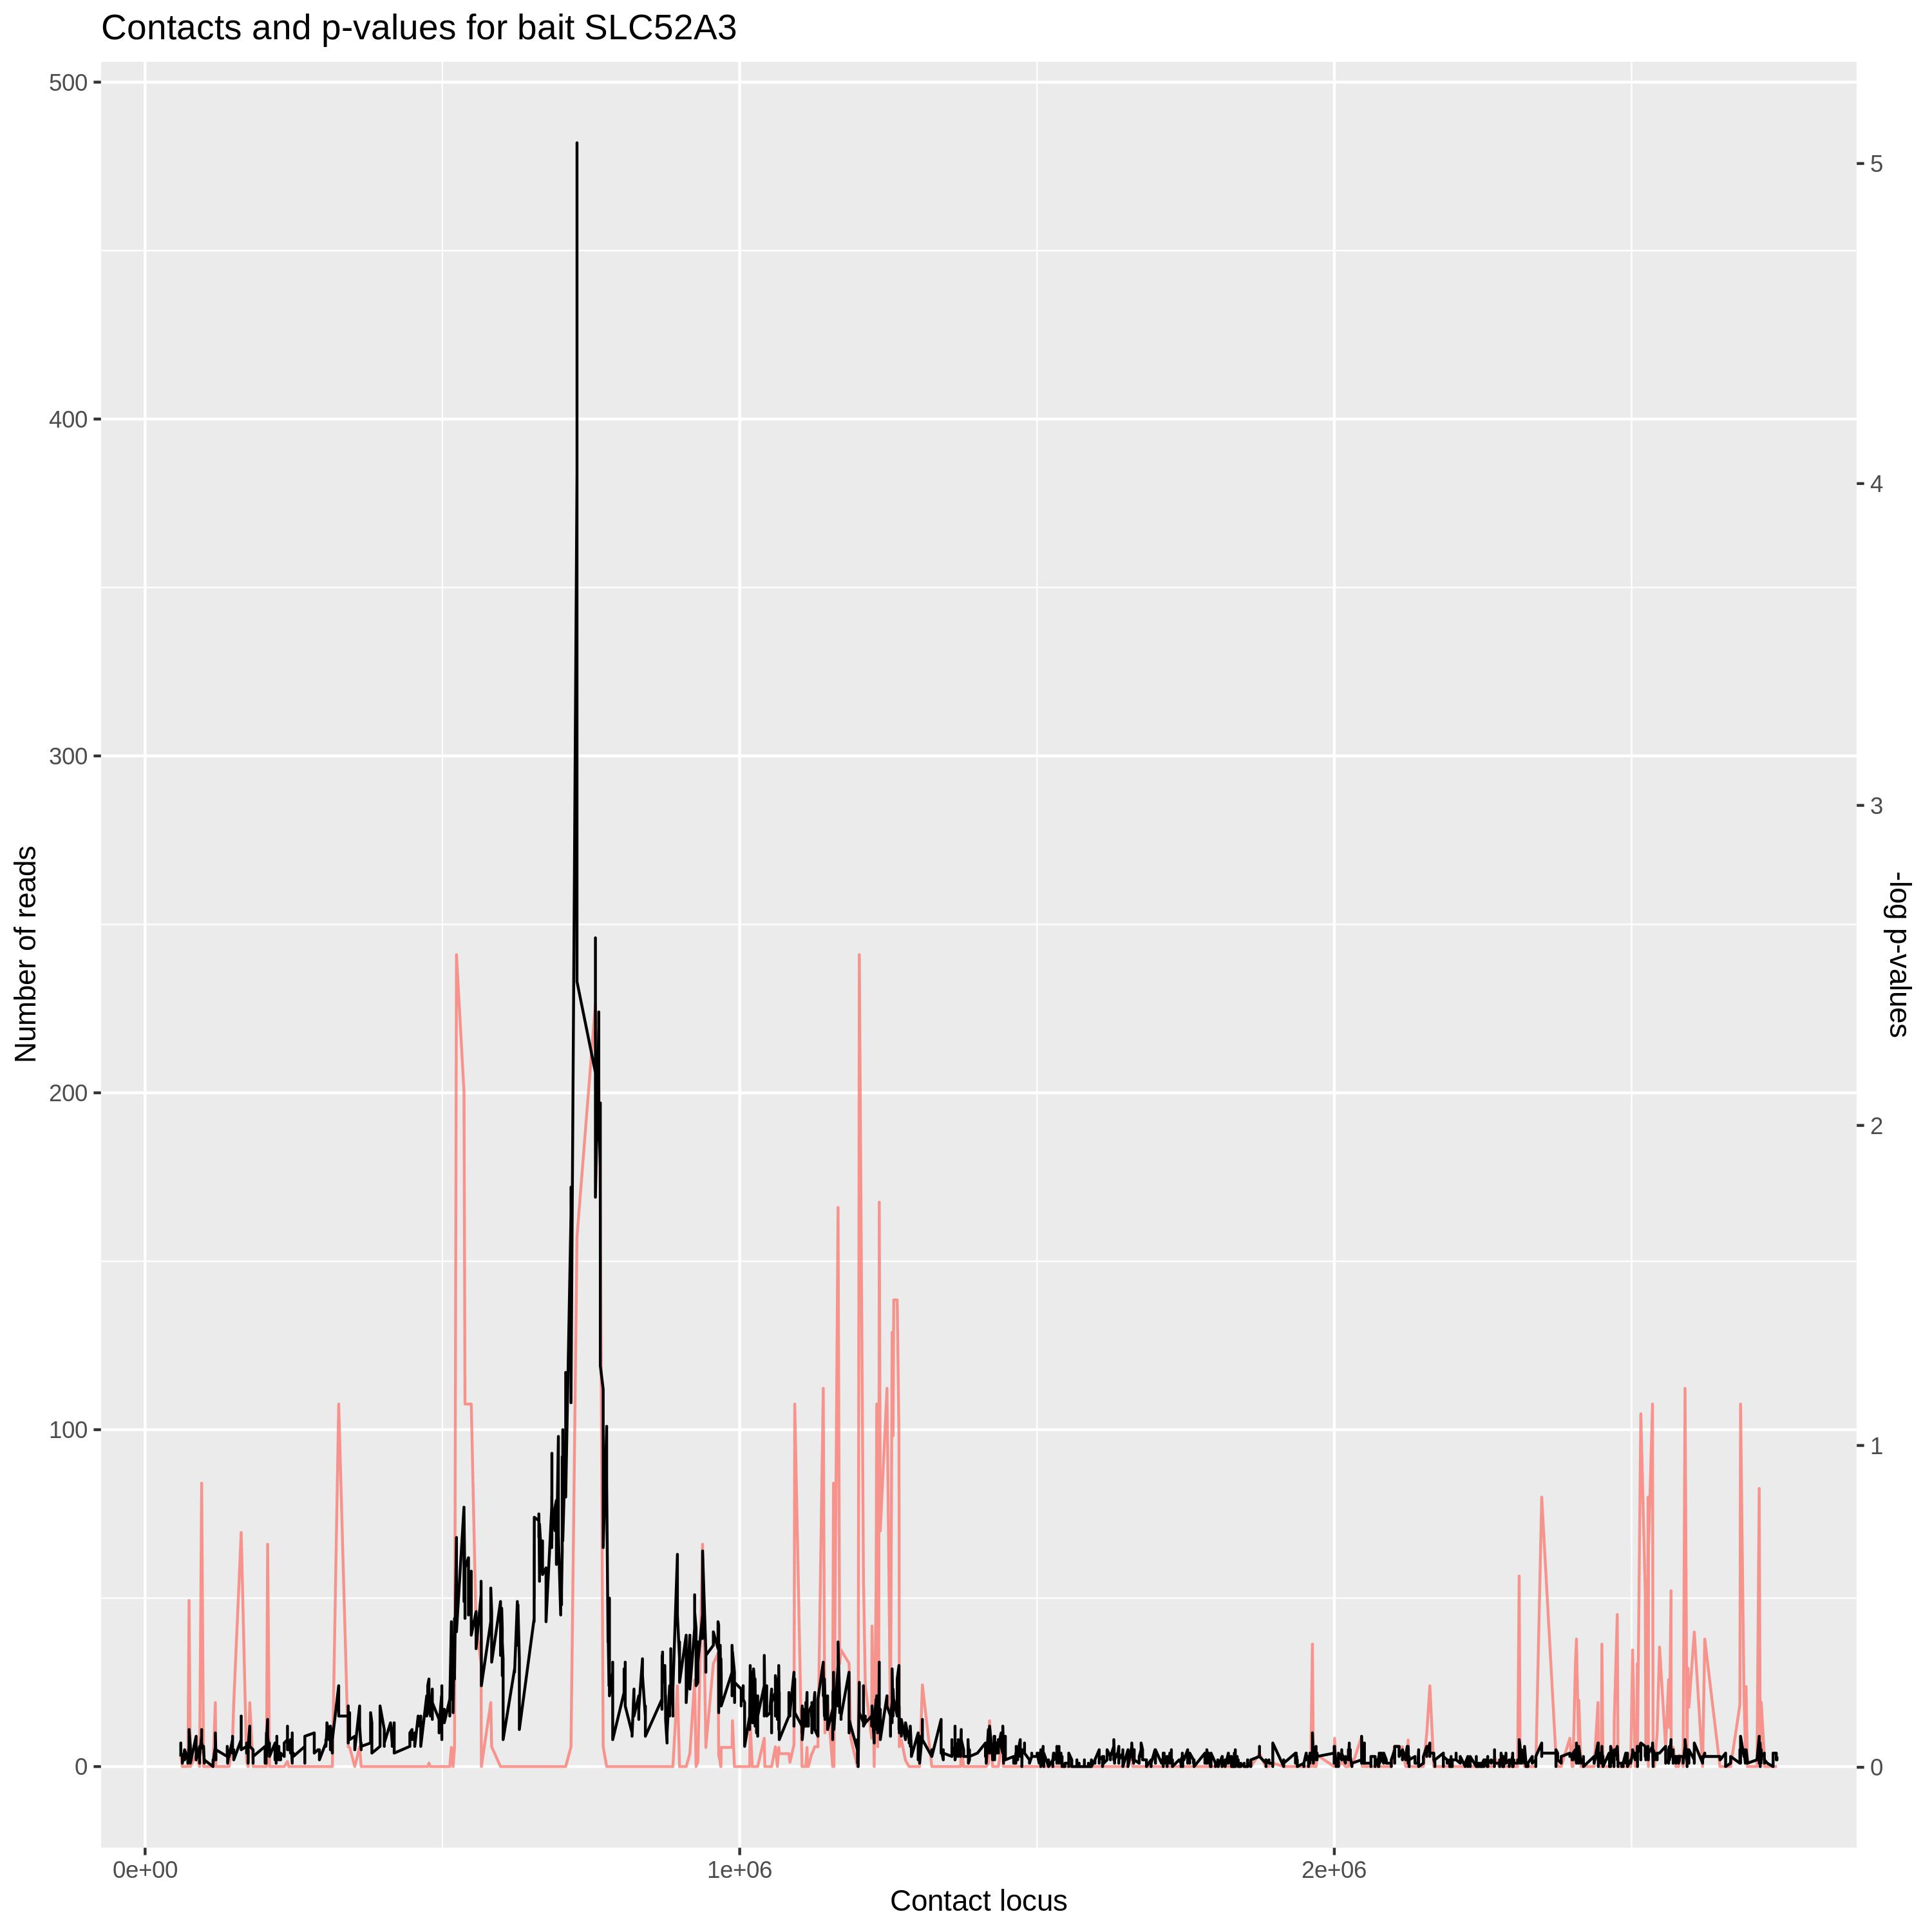 Contacts and p-values for bait SLC52A3
500
400
300
200
100
0
Number of reads
5
4
3
2
1
0
-log p-values
0e+00
1e+06
2e+06
Contact locus